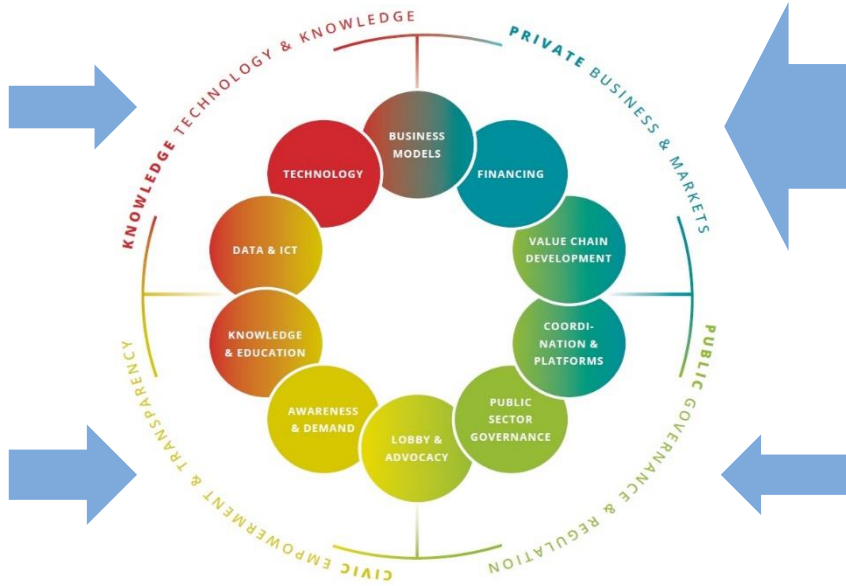 KNOWLEDGE TECHNOLOGY & KNOWLEDGE
PRIVATE BUSINESS & MARKETS
BUSINESS
MODELS
TECHNOLOGY
FINANCING
DATA & ICT
VALUE CHAIN
DEVELOPMENT
KNOWLEDGE
& EDUCATION
COORDI-
NATION &
PLATFORMS
AWARENESS
& DEMAND
PUBLIC
SECTOR
GOVERNANCE
LOBBY &
ADVOCACY
CIVIC EMPOWERMENT & TRANSPARENCY
PUBLIC GOVERNANCE & REGULATION